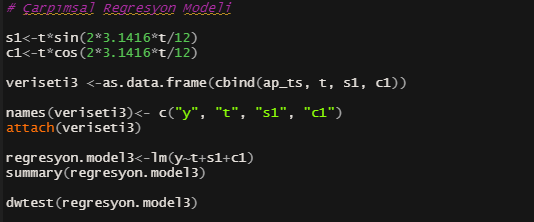 # Çarpımsal Regresyon Modeli
s1<-t*sin(2*3.1416*t/12)
c1<-t*cos(2*3.1416*t/12)
veriseti3 <-as.data.frame(cbind(ap_ts, t, s1, c1))
names(veriseti3)<- c("y", "t", "s1", "c1")
attach(veriseti3)
regresyon.model3<-lm(y~t+s1+c1)
summary(regresyon.model3)
dwtest(regresyon.model3)